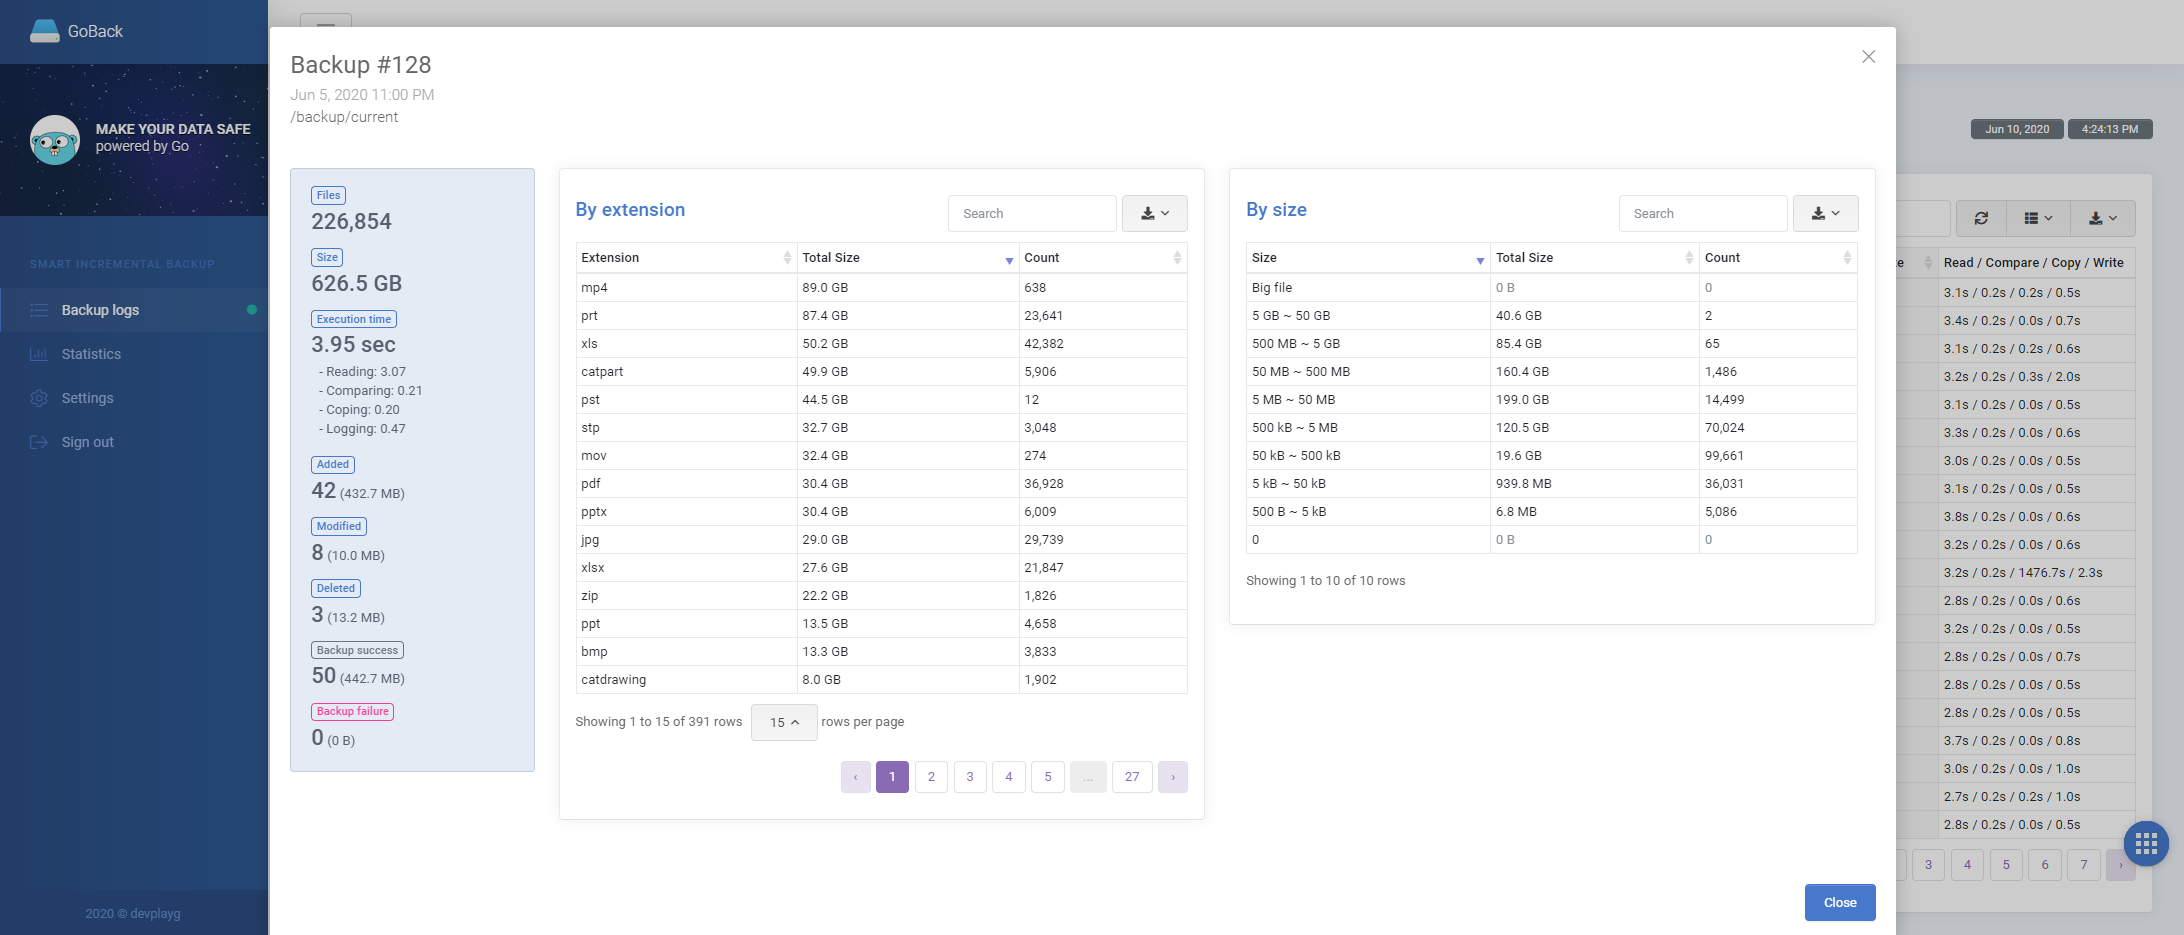 GoBack
MAKE YOUR DATA SAFE
powered by Go
SMART INCREMENTAL BACKUP
Backup logs
Statistics
Settings
Sign out
2020 © devplayg
Backup #128
Jun 5, 2020 11:00 PM
/backup/current
Files
226,854
Size
626.5 GB
Execution time
3.95 sec
- Reading: 3.07
- Comparing: 0.21
- Coping: 0.20
- Logging: 0.47
Added
42 (432.7 MB)
Modified
8 (10.0 MB)
Deleted
3 (13.2 MB)
Backup success
50 (442.7 MB)
Backup failure
0 (0 B)
By extension
Search
Extension Total Size Count
mp4 89.0 GB 638
prt 87.4 GB 23,641
xls 50.2 GB 42,382
catpart 49.9 GB 5,906
pst 44.5 GB 12
stp 32.7 GB 3,048
mov 32.4 GB 274
pdf 30.4 GB 36,928
pptx 30.4 GB 6,009
jpg 29.0 GB 29,739
xlsx 27.6 GB 21,847
zip 22.2 GB 1,826
ppt 13.5 GB 4,658
bmp 13.3 GB 3,833
catdrawing 8.0 GB 1,902
Showing 1 to 15 of 391 rows 15 rows per page
‹ 1 2 3 4 5 ... 27 ›
By size
Search
Size Total Size Count
Big file 0 B 0
5 GB ~ 50 GB 40.6 GB 2
500 MB ~ 5 GB 85.4 GB 65
50 MB ~ 500 MB 160.4 GB 1,486
5 MB ~ 50 MB 199.0 GB 14,499
500 kB ~ 5 MB 120.5 GB 70,024
50 kB ~ 500 kB 19.6 GB 99,661
5 kB ~ 50 kB 939.8 MB 36,031
500 B ~ 5 kB 6.8 MB 5,086
0 0 B 0
Showing 1 to 10 of 10 rows
Close
Jun 10, 2020 4:24:13 PM
Read / Compare / Copy / Write
3.1s / 0.2s / 0.2s / 0.5s
3.4s / 0.2s / 0.0s / 0.7s
3.1s / 0.2s / 0.2s / 0.6s
3.2s / 0.2s / 0.3s / 2.0s
3.1s / 0.2s / 0.0s / 0.5s
3.3s / 0.2s / 0.0s / 0.6s
3.0s / 0.2s / 0.0s / 0.5s
3.1s / 0.2s / 0.0s / 0.5s
3.8s / 0.2s / 0.0s / 0.6s
3.2s / 0.2s / 0.0s / 0.6s
3.2s / 0.2s / 1476.7s / 2.3s
2.8s / 0.2s / 0.0s / 0.6s
3.2s / 0.2s / 0.0s / 0.5s
2.8s / 0.2s / 0.0s / 0.7s
2.8s / 0.2s / 0.0s / 0.5s
2.8s / 0.2s / 0.0s / 0.5s
3.7s / 0.2s / 0.0s / 0.8s
3.0s / 0.2s / 0.0s / 1.0s
2.7s / 0.2s / 0.2s / 1.0s
2.8s / 0.2s / 0.0s / 0.5s
3 4 5 6 7 ›